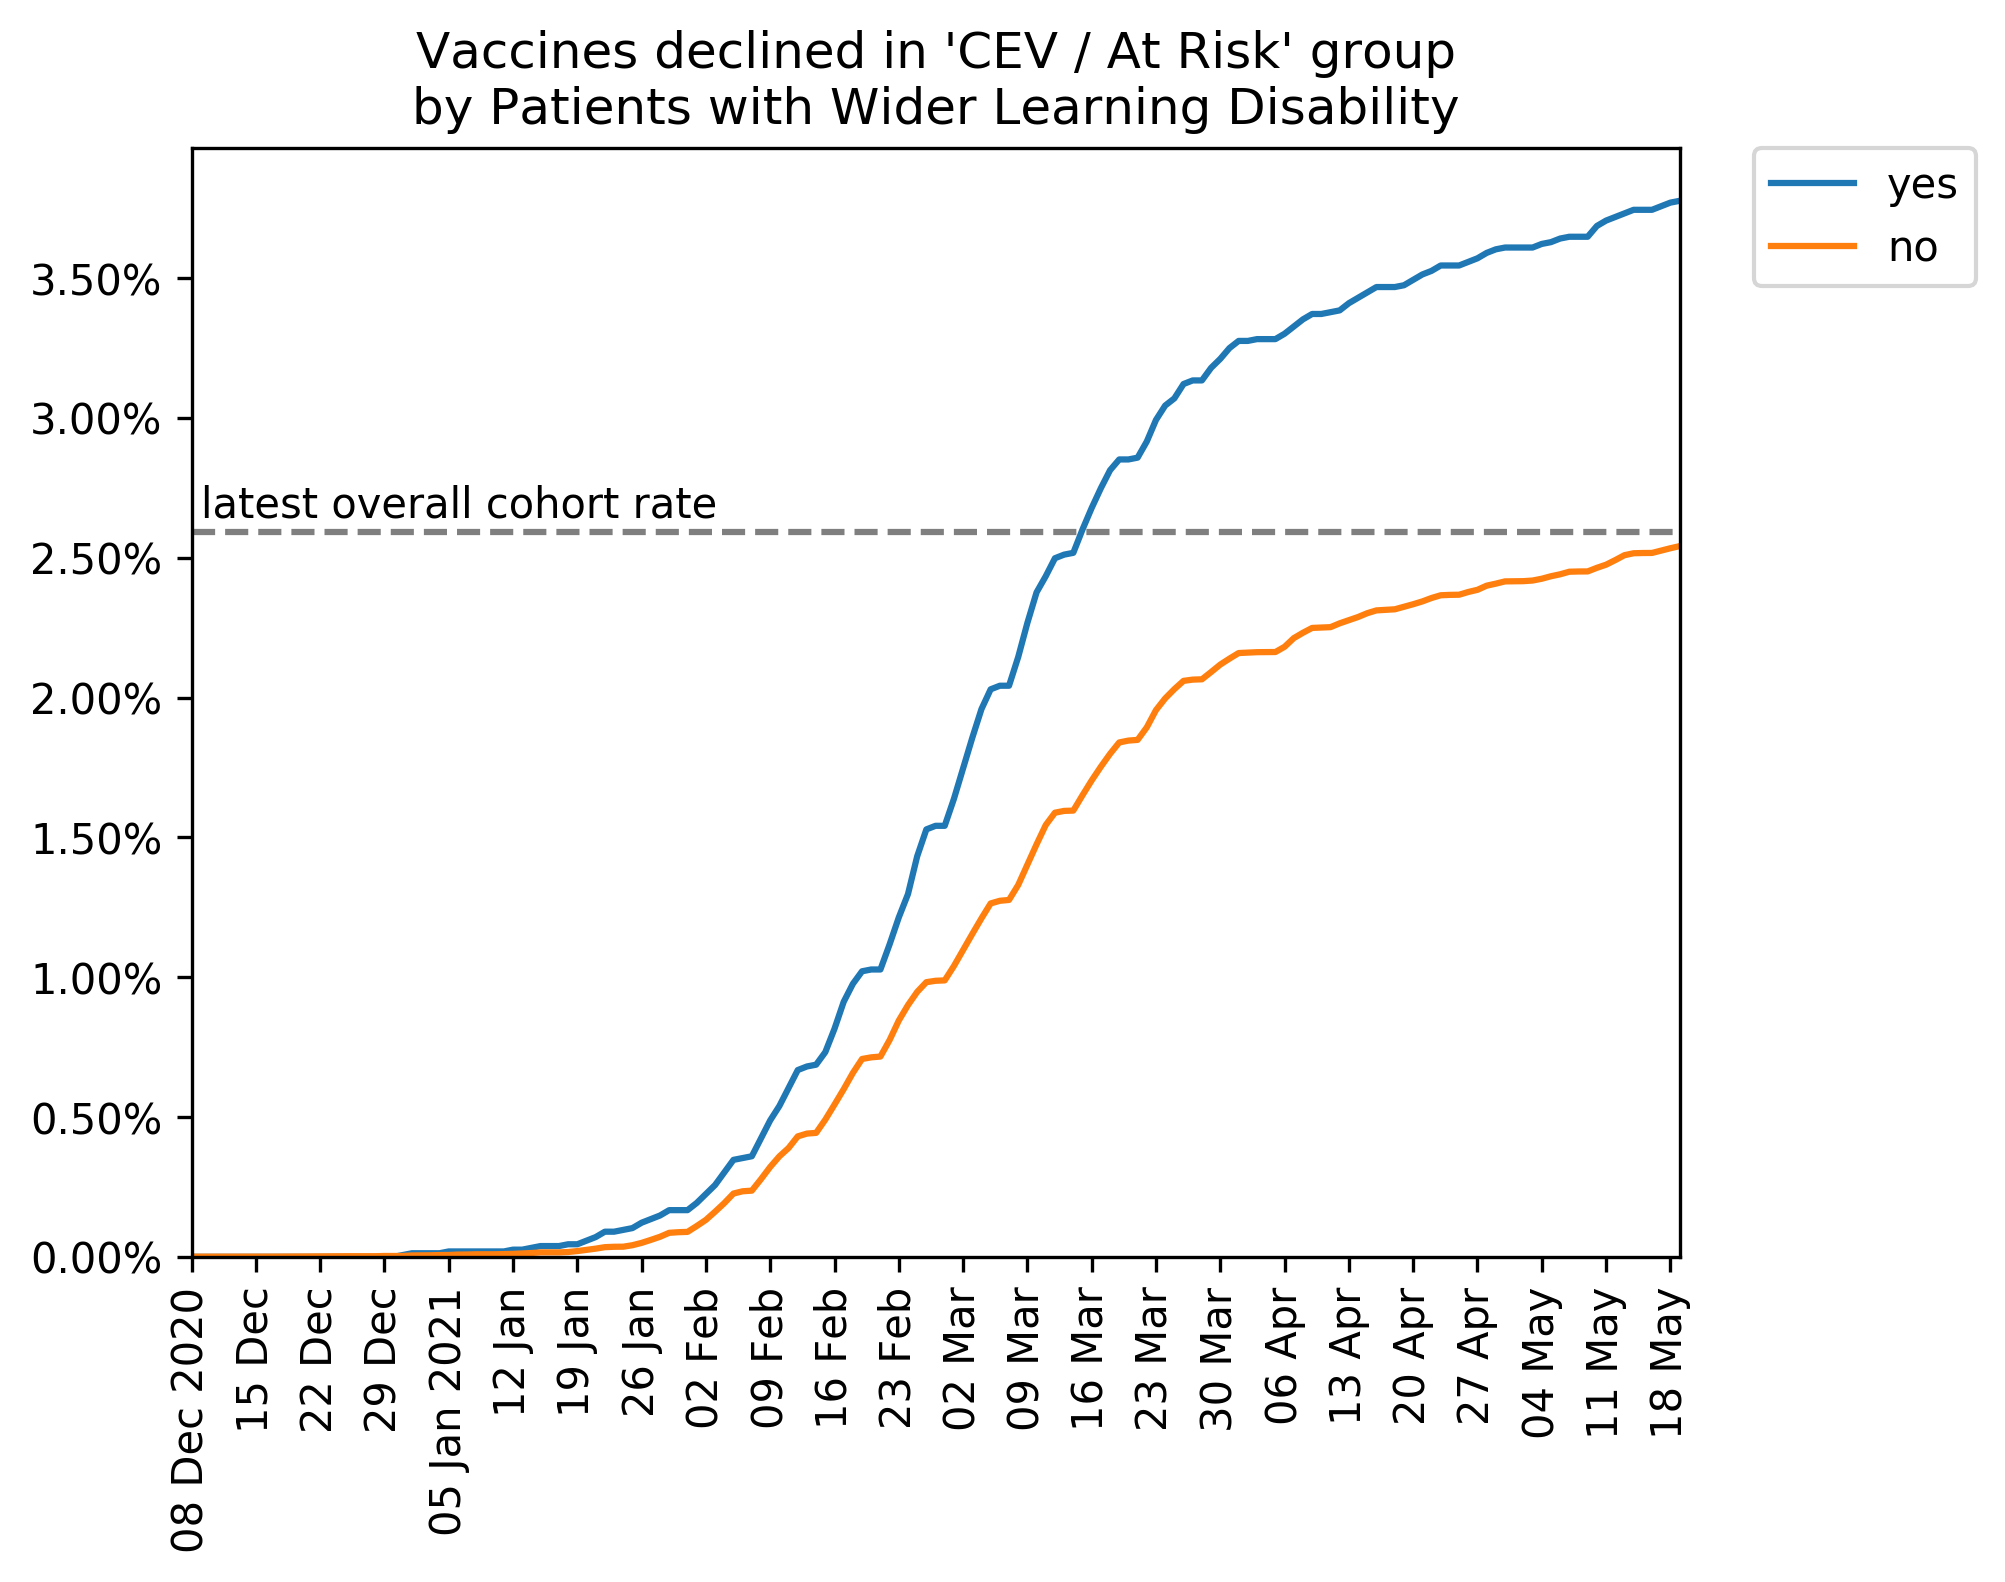 Vaccines declined in 'CEV / At Risk' group
by Patients with Wider Learning Disability
yes
no
3.50%
3.00%
latest overall cohort rate
2.50%
2.00%
1.50%
1.00%
0.50%
0.00%
08 Dec 2020
15 Dec
22 Dec
29 Dec
05 Jan 2021
12 Jan
19 Jan
26 Jan
02 Feb
09 Feb
16 Feb
23 Feb
02 Mar
09 Mar
16 Mar
23 Mar
30 Mar
06 Apr
13 Apr
20 Apr
27 Apr
04 May
11 May
18 May